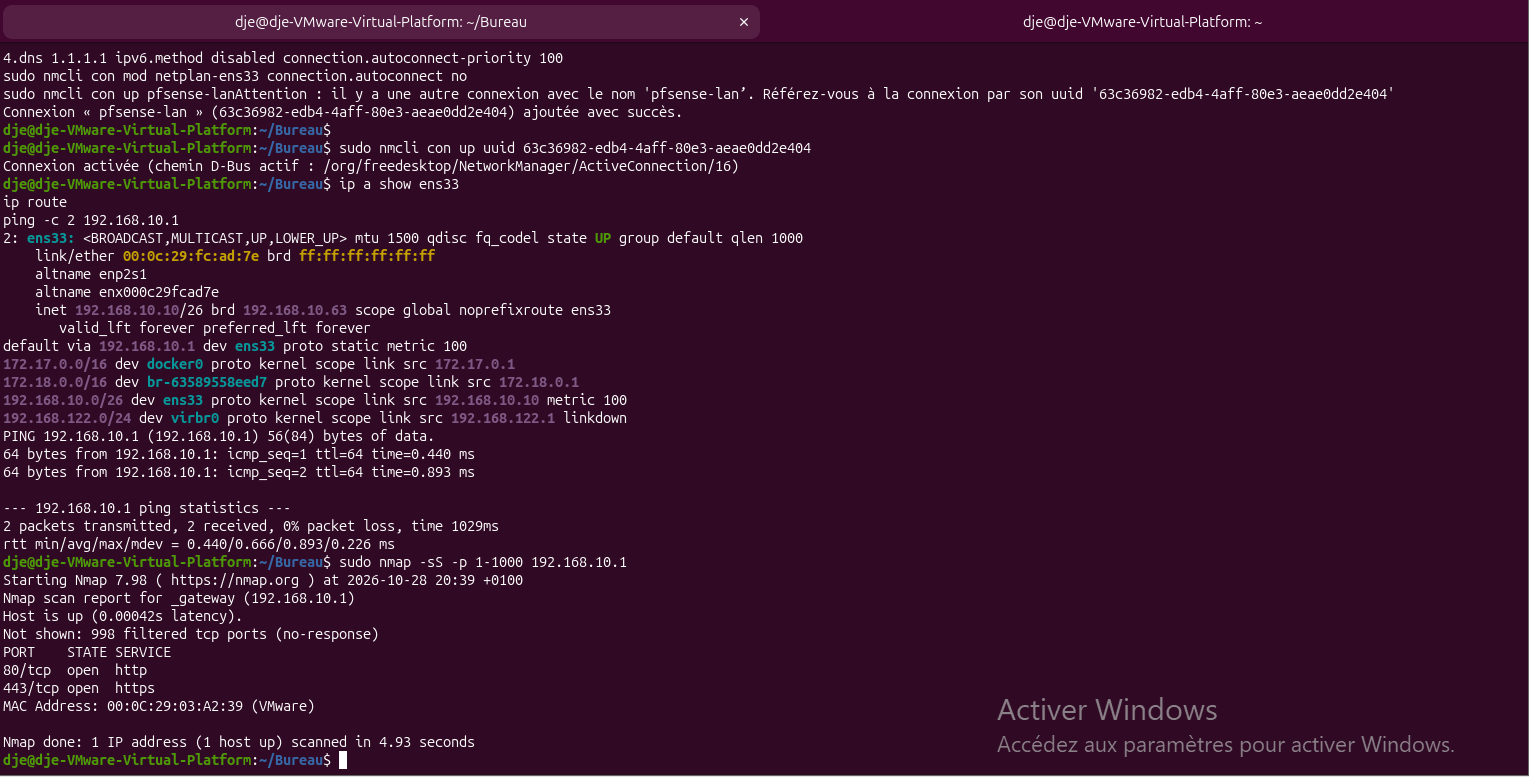 dje@dje-VMware-Virtual-Platform: ~/Bureau ×
dje@dje-VMware-Virtual-Platform: ~
4.dns 1.1.1.1 ipv6.method disabled connection.autoconnect-priority 100
sudo nmcli con mod netplan-ens33 connection.autoconnect no
sudo nmcli con up pfsense-lanAttention : il y a une autre connexion avec le nom 'pfsense-lan’. Référez-vous à la connexion par son uuid '63c36982-edb4-4aff-80e3-aeae0dd2e404'
Connexion « pfsense-lan » (63c36982-edb4-4aff-80e3-aeae0dd2e404) ajoutée avec succès.
dje@dje-VMware-Virtual-Platform:~/Bureau$
dje@dje-VMware-Virtual-Platform:~/Bureau$ sudo nmcli con up uuid 63c36982-edb4-4aff-80e3-aeae0dd2e404
Connexion activée (chemin D-Bus actif : /org/freedesktop/NetworkManager/ActiveConnection/16)
dje@dje-VMware-Virtual-Platform:~/Bureau$ ip a show ens33
ip route
ping -c 2 192.168.10.1
2: ens33: <BROADCAST,MULTICAST,UP,LOWER_UP> mtu 1500 qdisc fq_codel state UP group default qlen 1000
    link/ether 00:0c:29:fc:ad:7e brd ff:ff:ff:ff:ff:ff
    altname enp2s1
    altname enx000c29fcad7e
    inet 192.168.10.10/26 brd 192.168.10.63 scope global noprefixroute ens33
       valid_lft forever preferred_lft forever
default via 192.168.10.1 dev ens33 proto static metric 100
172.17.0.0/16 dev docker0 proto kernel scope link src 172.17.0.1
172.18.0.0/16 dev br-63589558eed7 proto kernel scope link src 172.18.0.1
192.168.10.0/26 dev ens33 proto kernel scope link src 192.168.10.10 metric 100
192.168.122.0/24 dev virbr0 proto kernel scope link src 192.168.122.1 linkdown
PING 192.168.10.1 (192.168.10.1) 56(84) bytes of data.
64 bytes from 192.168.10.1: icmp_seq=1 ttl=64 time=0.440 ms
64 bytes from 192.168.10.1: icmp_seq=2 ttl=64 time=0.893 ms
--- 192.168.10.1 ping statistics ---
2 packets transmitted, 2 received, 0% packet loss, time 1029ms
rtt min/avg/max/mdev = 0.440/0.666/0.893/0.226 ms
dje@dje-VMware-Virtual-Platform:~/Bureau$ sudo nmap -sS -p 1-1000 192.168.10.1
Starting Nmap 7.98 ( https://nmap.org ) at 2026-10-28 20:39 +0100
Nmap scan report for _gateway (192.168.10.1)
Host is up (0.00042s latency).
Not shown: 998 filtered tcp ports (no-response)
PORT    STATE SERVICE
80/tcp  open  http
443/tcp open  https
MAC Address: 00:0C:29:03:A2:39 (VMware)
Nmap done: 1 IP address (1 host up) scanned in 4.93 seconds
dje@dje-VMware-Virtual-Platform:~/Bureau$
Activer Windows
Accédez aux paramètres pour activer Windows.